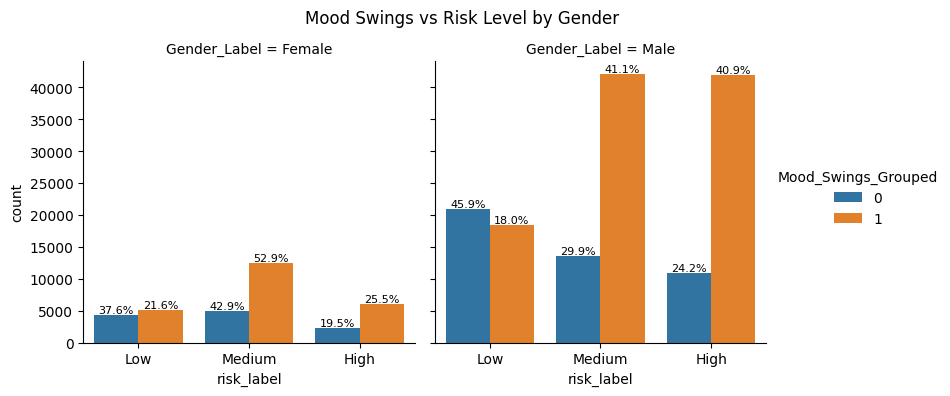 Mood Swings vs Risk Level by Gender
Gender_Label = Female
Gender_Label = Male
count
40000
35000
30000
25000
20000
15000
10000
5000
0
37.6%
21.6%
42.9%
52.9%
19.5%
25.5%
45.9%
18.0%
29.9%
41.1%
24.2%
40.9%
Low Medium High
risk_label
Low Medium High
risk_label
Mood_Swings_Grouped
0
1